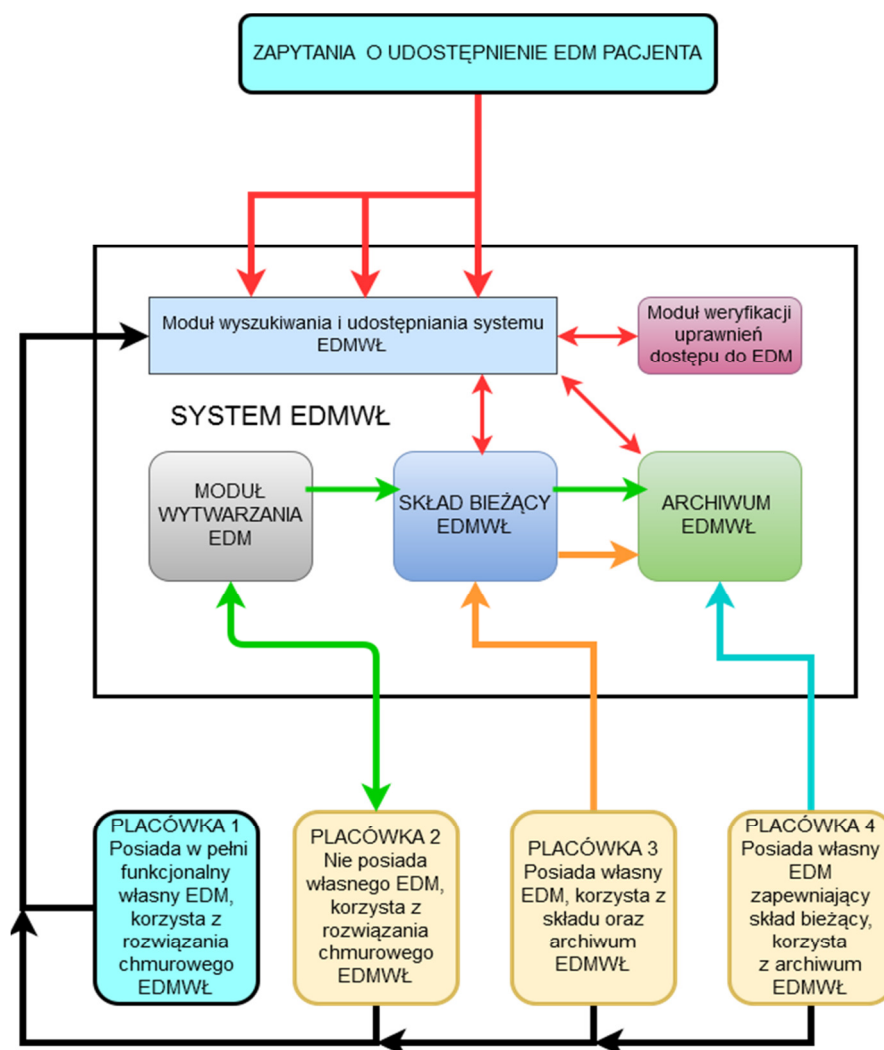 ZAPYTANIA O UDOSTĘPNIENIE EDM PACJENTA
Moduł wyszukiwania i udostępniania systemu
EDMWŁ
Moduł weryfikacji
uprawnień
dostępu do EDM
SYSTEM EDMWŁ
MODUŁ
WYTWARZANIA
EDM
SKŁAD BIEŻĄCY
EDMWŁ
ARCHIWUM
EDMWŁ
PLACÓWKA 1
Posiada w pełni
funkcjonalny
własny EDM,
korzysta z
rozwiązania
chmurowego
EDMWŁ
PLACÓWKA 2
Nie posiada
własnego EDM,
korzysta z
rozwiązania
chmurowego
EDMWŁ
PLACÓWKA 3
Posiada własny
EDM, korzysta z
składu oraz
archiwum
EDMWŁ
PLACÓWKA 4
Posiada własny
EDM
zapewniający
skład bieżący,
korzysta
z archiwum
EDMWŁ